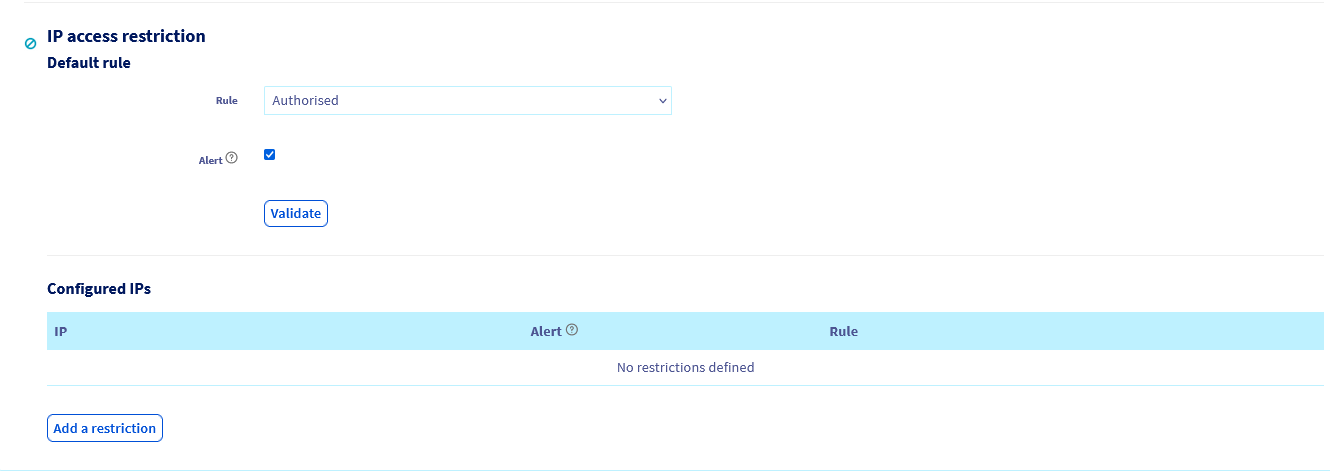 IP access restriction
Default rule
Rule
Authorised
Alert ?
Validate
Configured IPs
IP Alert ? Rule
No restrictions defined
Add a restriction